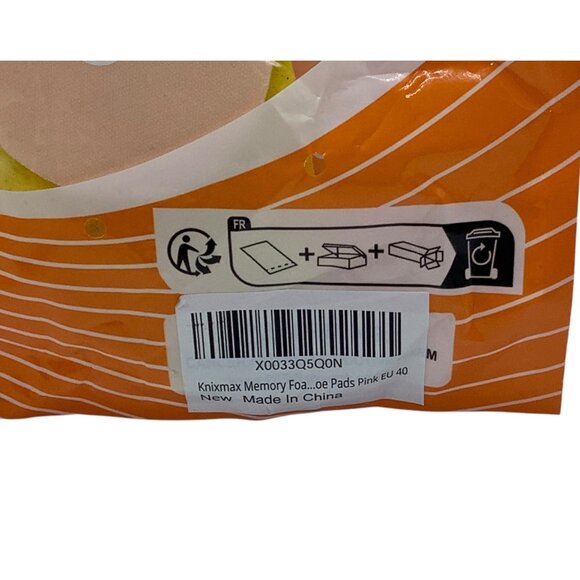 FR
X0033Q5Q0N
Knixmax Memory Foa...oe Pads Pink EU 40
New Made In China
M